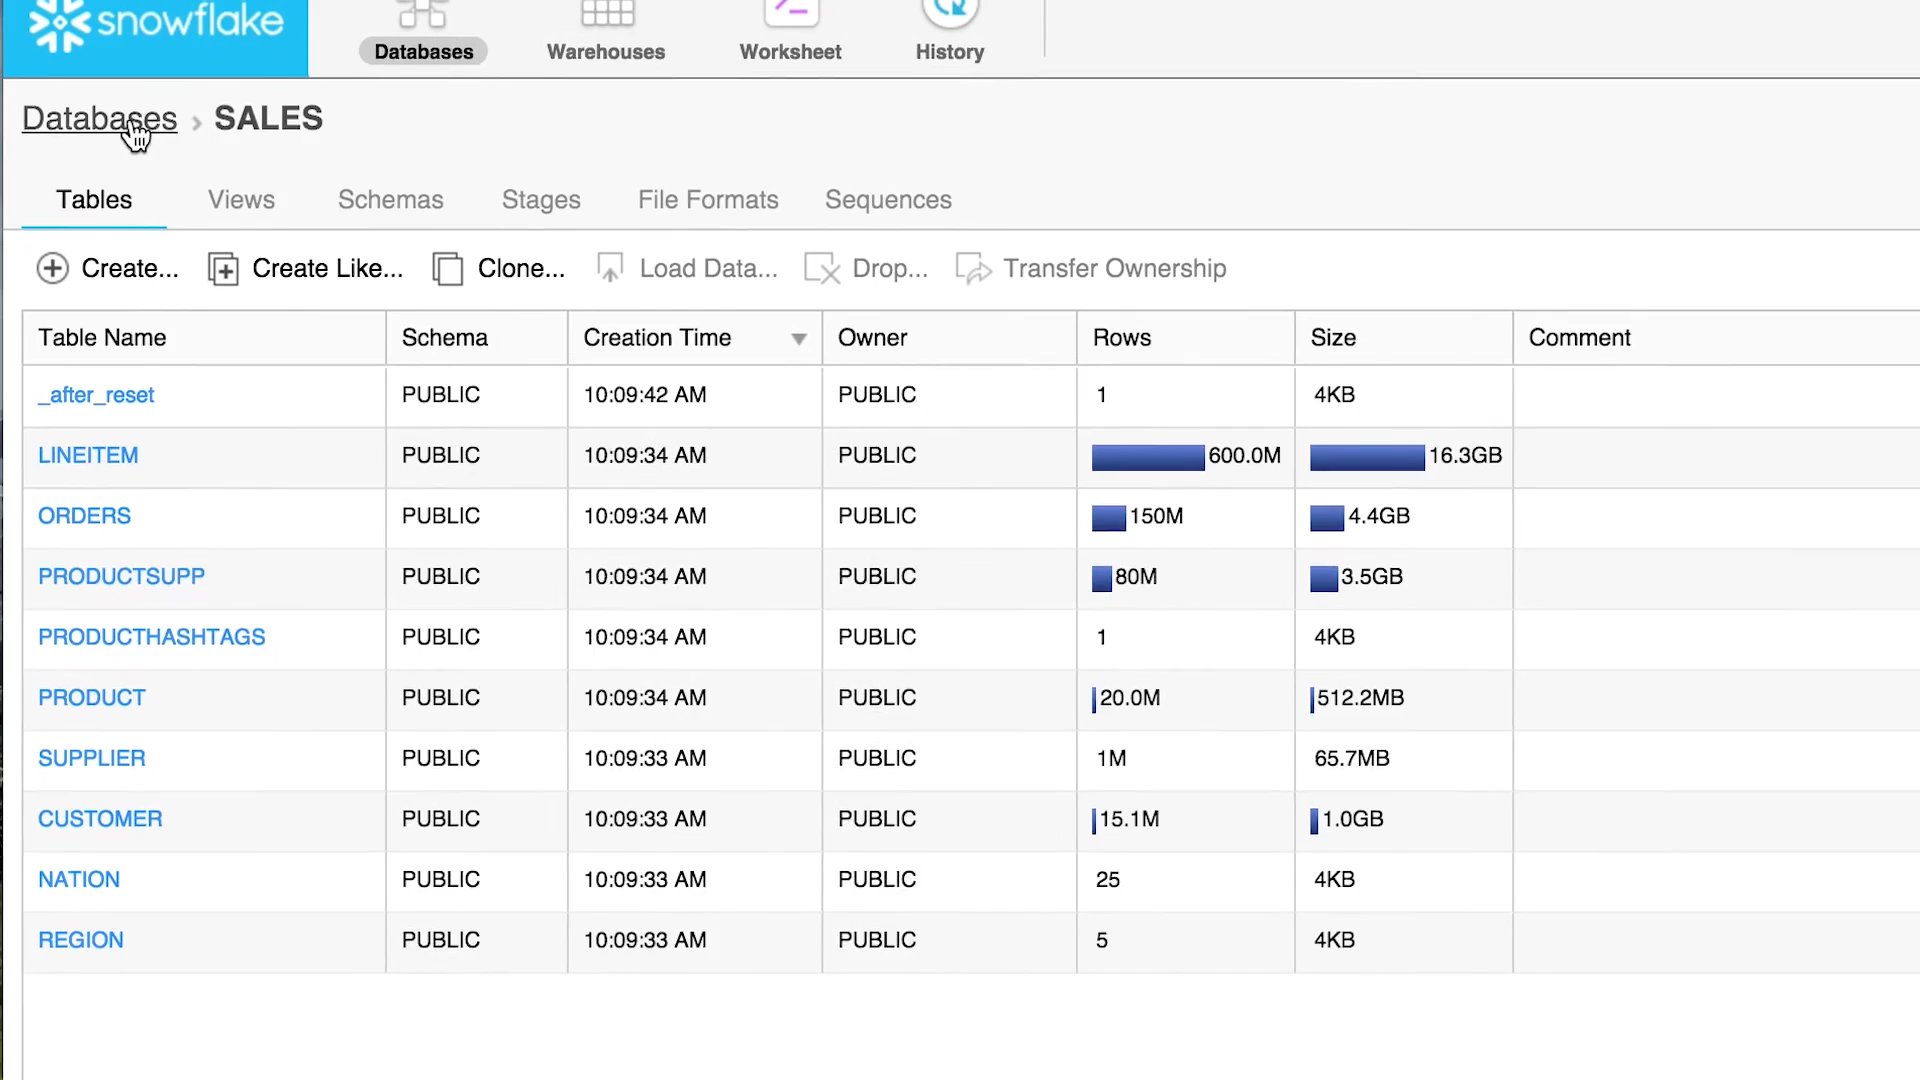 snowflake
Databases Warehouses Worksheet History
Databases › SALES
Tables Views Schemas Stages File Formats Sequences
Create... Create Like... Clone... Load Data... Drop... Transfer Ownership
Table Name Schema Creation Time Owner Rows Size Comment
_after_reset PUBLIC 10:09:42 AM PUBLIC 1 4KB
LINEITEM PUBLIC 10:09:34 AM PUBLIC 600.0M 16.3GB
ORDERS PUBLIC 10:09:34 AM PUBLIC 150M 4.4GB
PRODUCTSUPP PUBLIC 10:09:34 AM PUBLIC 80M 3.5GB
PRODUCTHASHTAGS PUBLIC 10:09:34 AM PUBLIC 1 4KB
PRODUCT PUBLIC 10:09:34 AM PUBLIC 20.0M 512.2MB
SUPPLIER PUBLIC 10:09:33 AM PUBLIC 1M 65.7MB
CUSTOMER PUBLIC 10:09:33 AM PUBLIC 15.1M 1.0GB
NATION PUBLIC 10:09:33 AM PUBLIC 25 4KB
REGION PUBLIC 10:09:33 AM PUBLIC 5 4KB